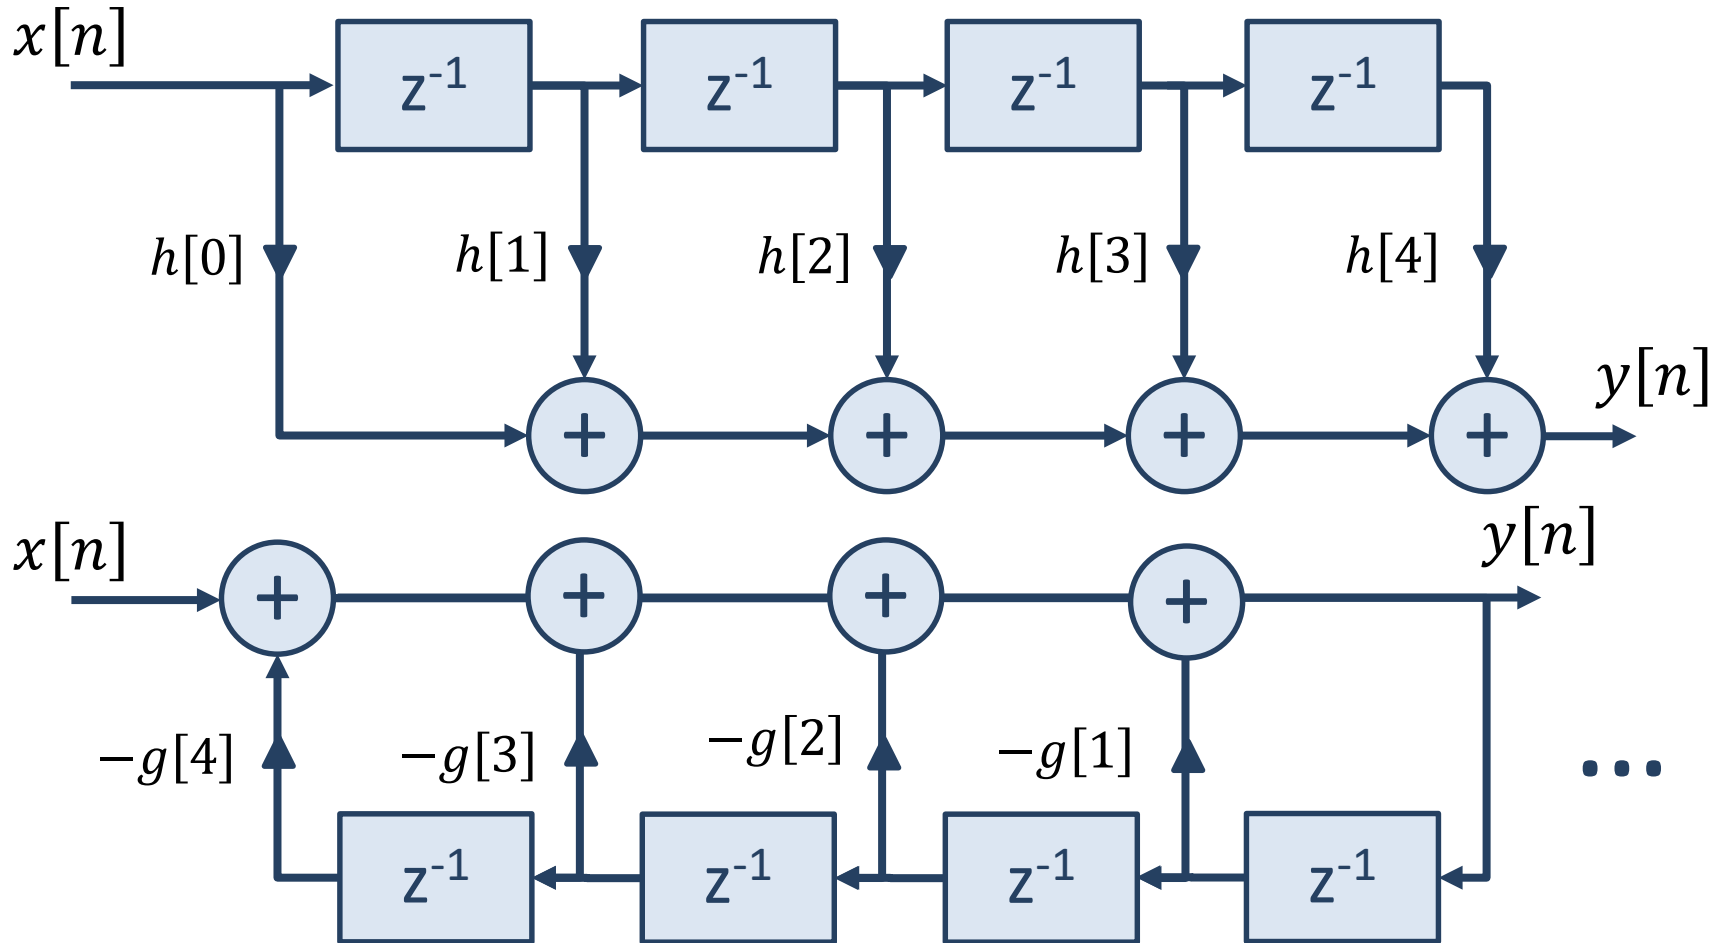 x[n]
z⁻¹ z⁻¹ z⁻¹ z⁻¹
h[0] h[1] h[2] h[3] h[4]
y[n]
+ + + +
x[n] y[n]
+ + + +
−g[4] −g[3] −g[2] −g[1] ...
z⁻¹ z⁻¹ z⁻¹ z⁻¹